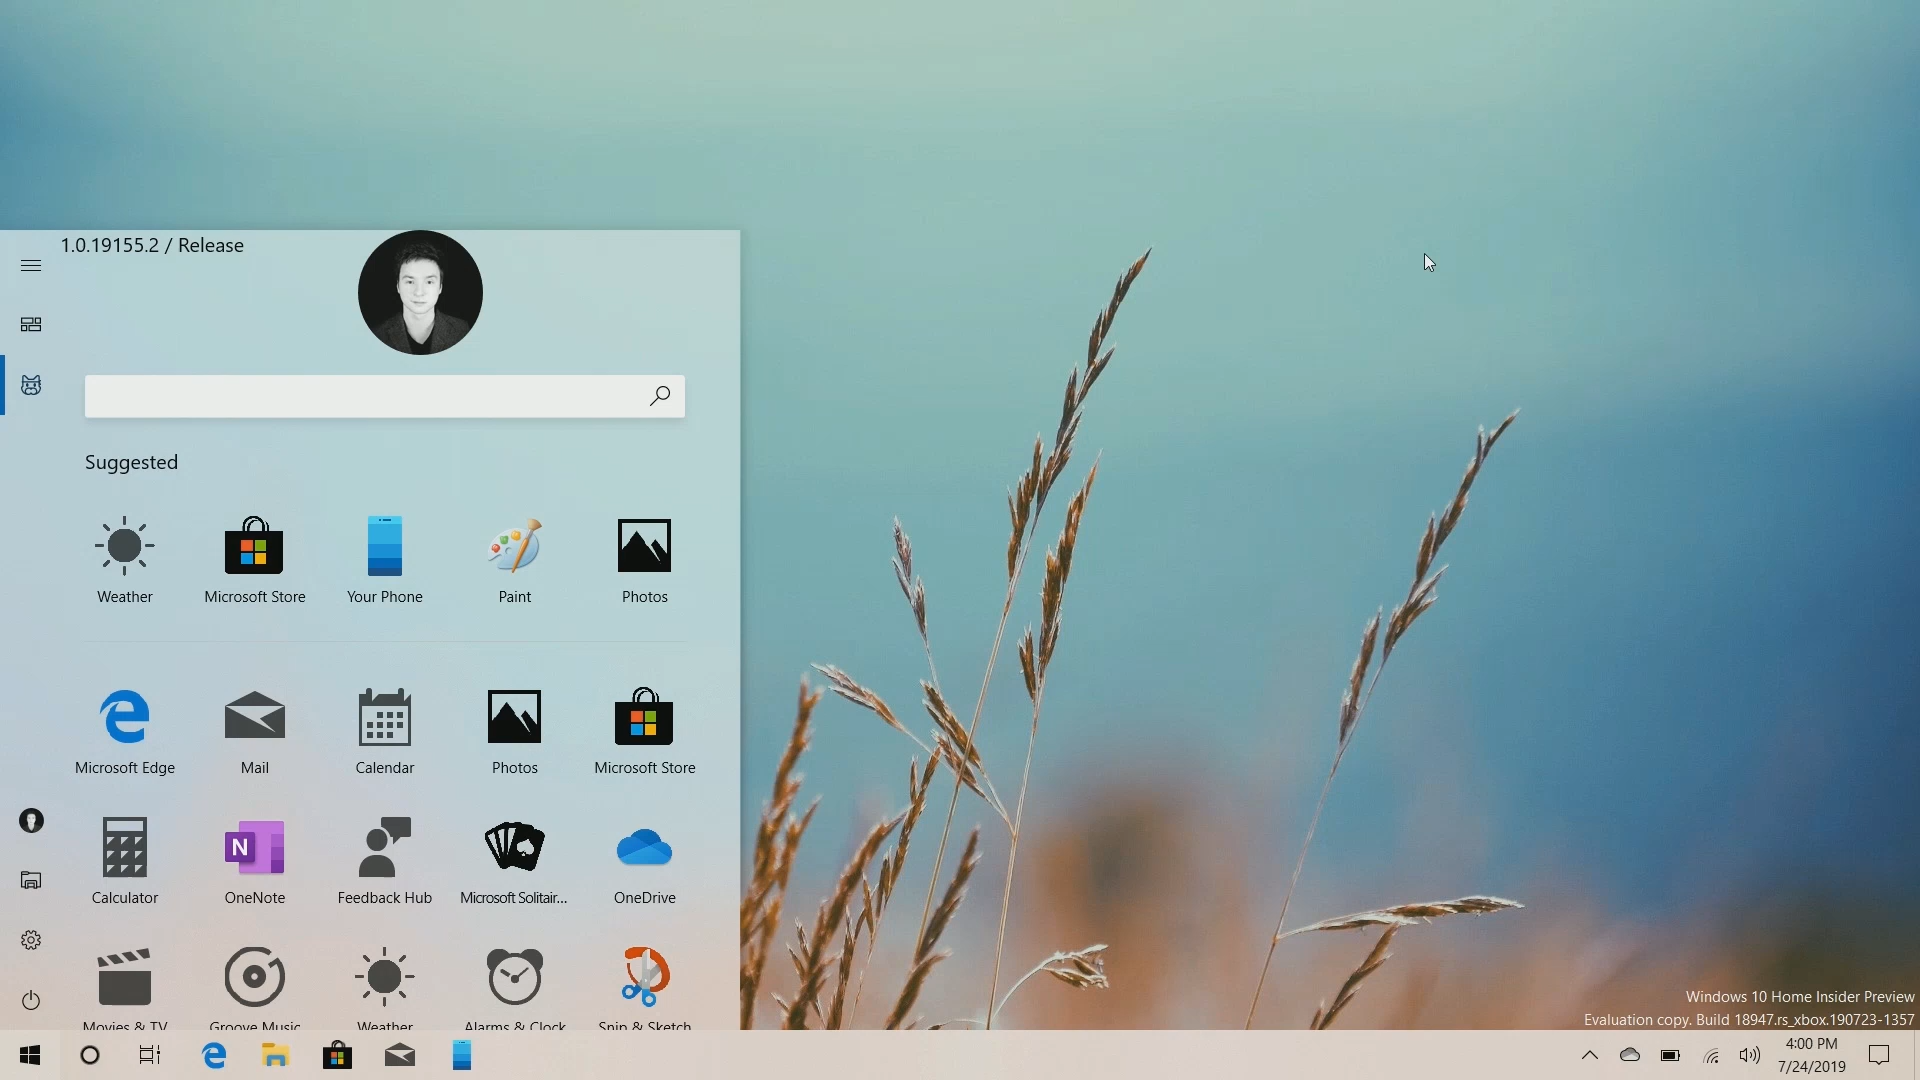 1.0.19155.2 / Release
Suggested
Weather
Microsoft Store
Your Phone
Paint
Photos
Microsoft Edge
Mail
Calendar
Photos
Microsoft Store
Calculator
N
OneNote
Feedback Hub
Microsoft Solitair...
OneDrive
Movies & TV
Groove Music
Weather
Alarms & Clock
Snip & Sketch
Windows 10 Home Insider Preview
Evaluation copy. Build 18947.rs_xbox.190723-1357
4:00 PM
7/24/2019